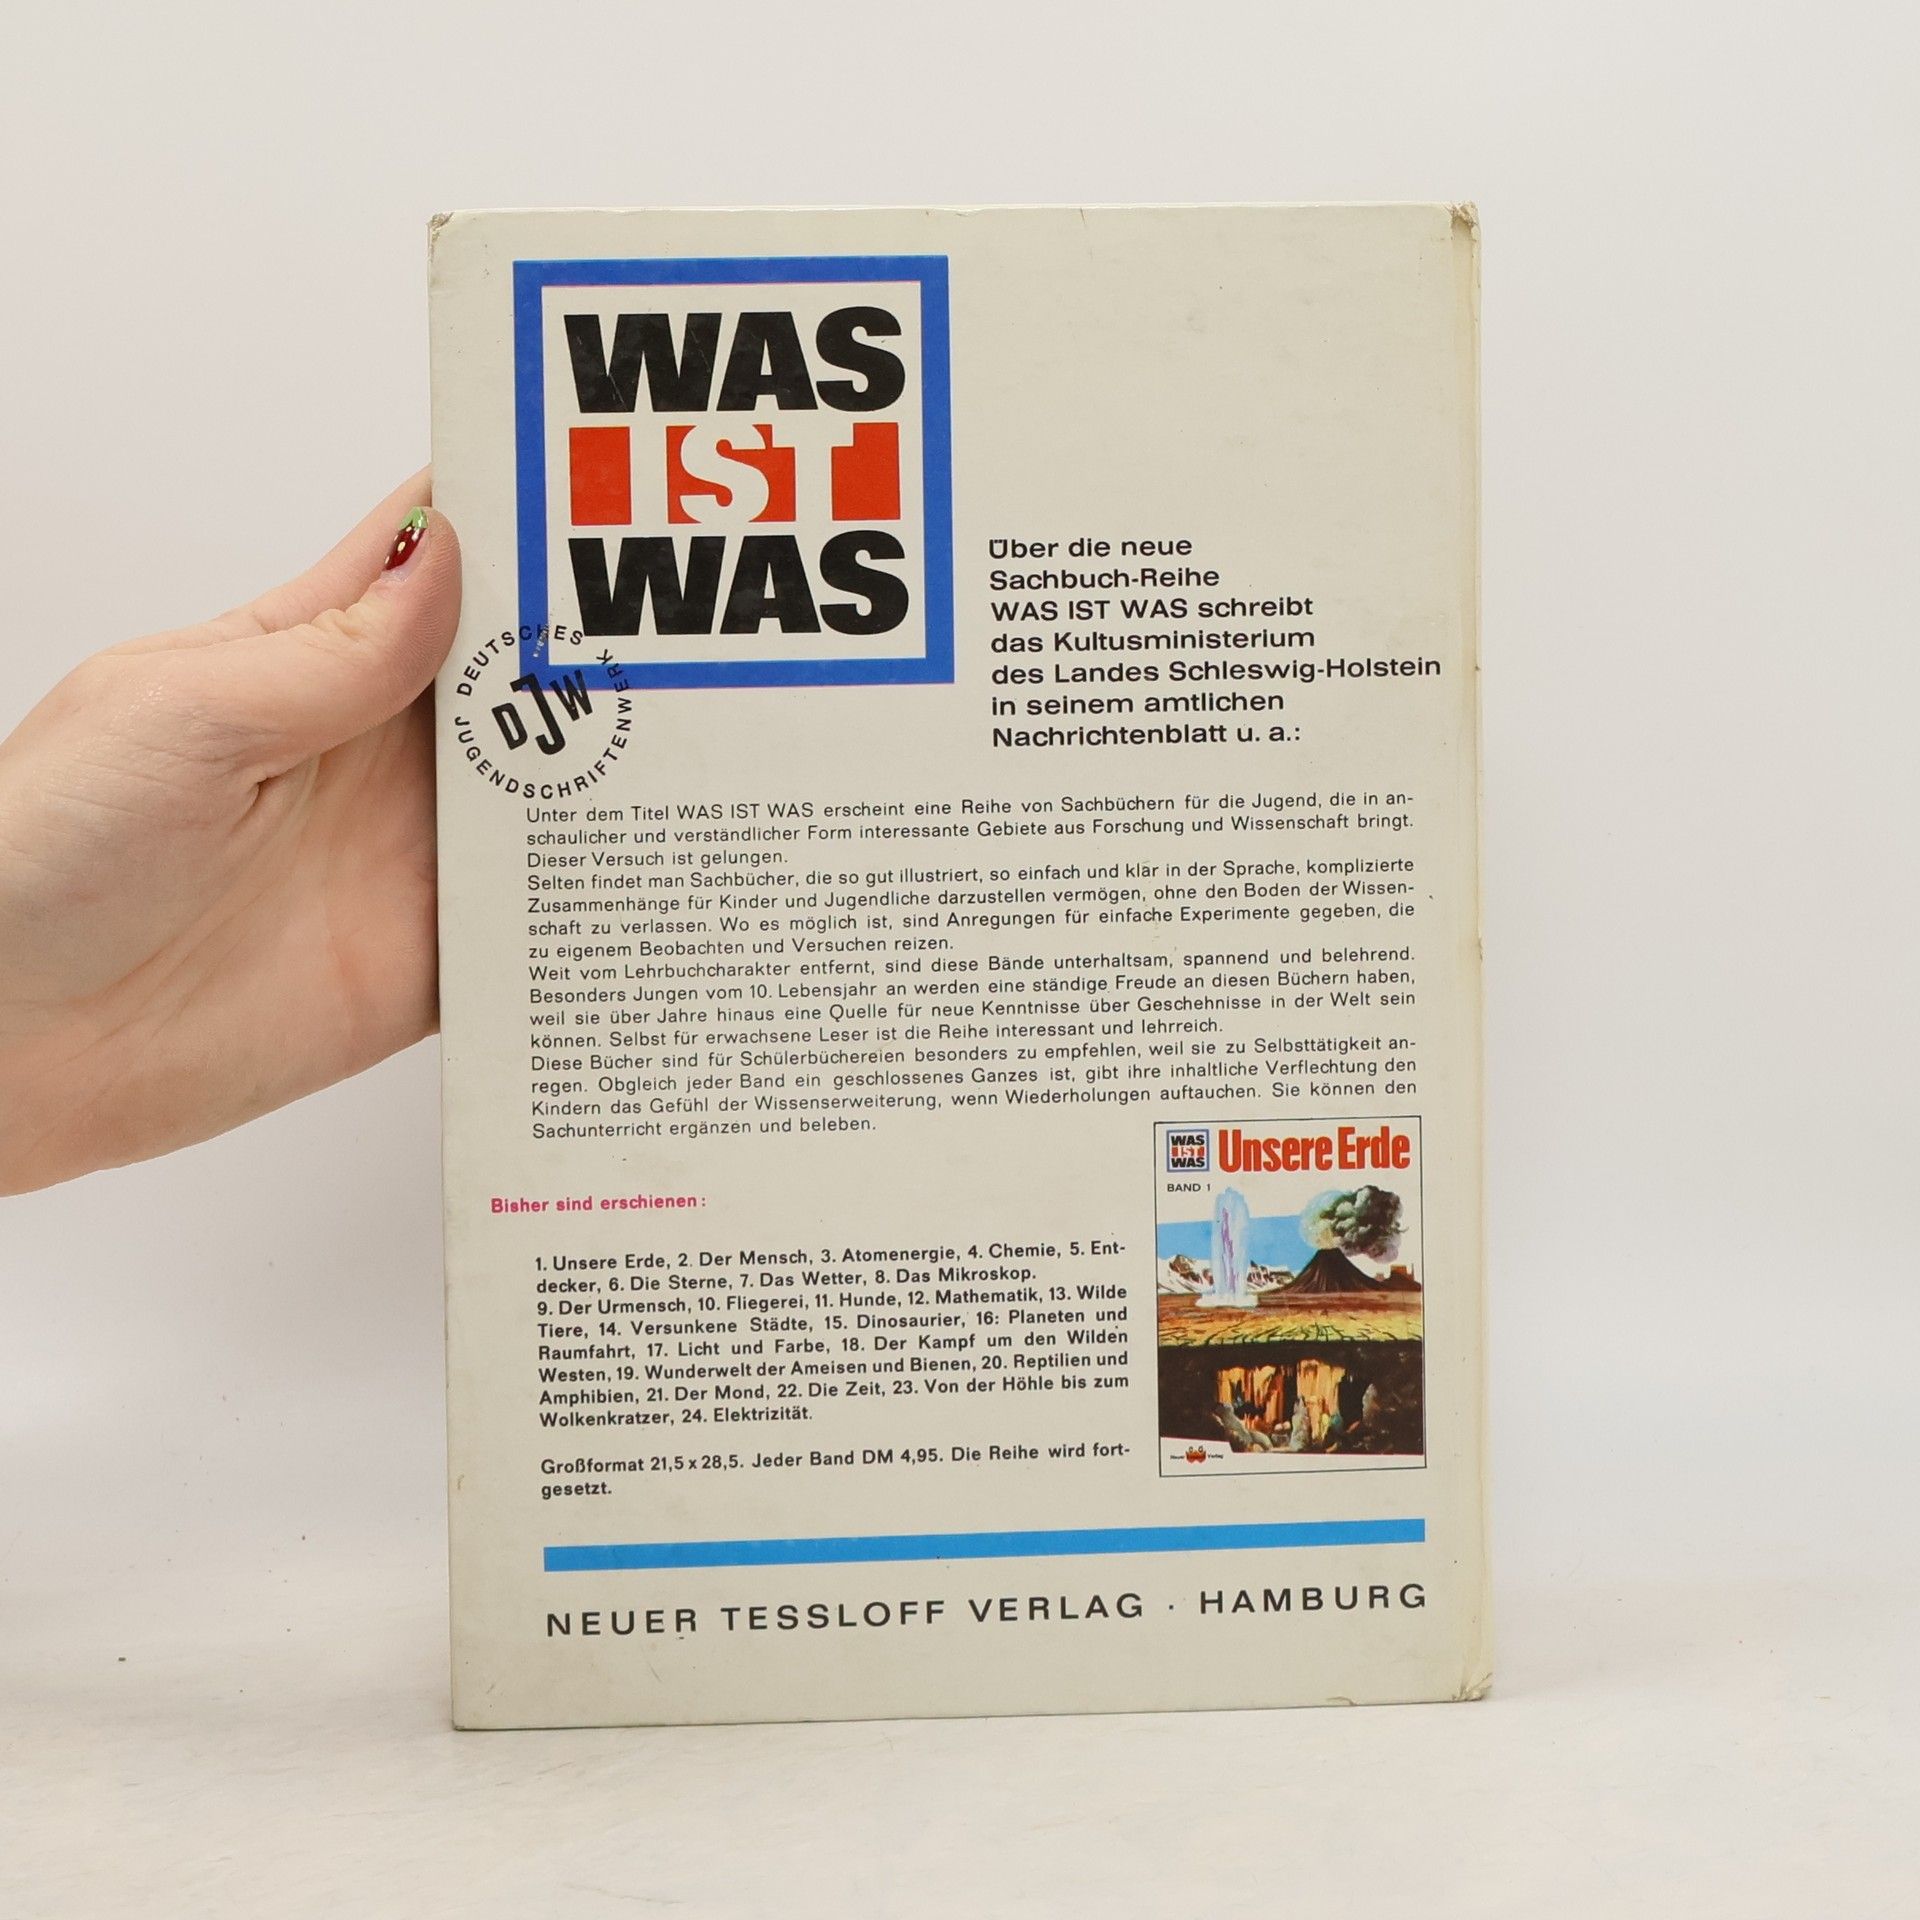 WAS
IST
WAS
DEUTSCHES
JUGENDSCHRIFTENWERK
DJW
Über die neue
Sachbuch-Reihe
WAS IST WAS schreibt
das Kultusministerium
des Landes Schleswig-Holstein
in seinem amtlichen
Nachrichtenblatt u. a.:
Unter dem Titel WAS IST WAS erscheint eine Reihe von Sachbüchern für die Jugend, die in an-
schaulicher und verständlicher Form interessante Gebiete aus Forschung und Wissenschaft bringt.
Dieser Versuch ist gelungen.
Selten findet man Sachbücher, die so gut illustriert, so einfach und klar in der Sprache, komplizierte
Zusammenhänge für Kinder und Jugendliche darzustellen vermögen, ohne den Boden der Wissen-
schaft zu verlassen. Wo es möglich ist, sind Anregungen für einfache Experimente gegeben, die
zu eigenem Beobachten und Versuchen reizen.
Weit vom Lehrbuchcharakter entfernt, sind diese Bände unterhaltsam, spannend und belehrend.
Besonders Jungen vom 10. Lebensjahr an werden eine ständige Freude an diesen Büchern haben,
weil sie über Jahre hinaus eine Quelle für neue Kenntnisse über Geschehnisse in der Welt sein
können. Selbst für erwachsene Leser ist die Reihe interessant und lehrreich.
Diese Bücher sind für Schülerbüchereien besonders zu empfehlen, weil sie zu Selbsttätigkeit an-
regen. Obgleich jeder Band ein geschlossenes Ganzes ist, gibt ihre inhaltliche Verflechtung den
Kindern das Gefühl der Wissenserweiterung, wenn Wiederholungen auftauchen. Sie können den
Sachunterricht ergänzen und beleben.
WAS
IST
WAS
Unsere Erde
BAND 1
Bisher sind erschienen:
1. Unsere Erde, 2. Der Mensch, 3. Atomenergie, 4. Chemie, 5. Ent-
decker, 6. Die Sterne, 7. Das Wetter, 8. Das Mikroskop.
9. Der Urmensch, 10. Fliegerei, 11. Hunde, 12. Mathematik, 13. Wilde
Tiere, 14. Versunkene Städte, 15. Dinosaurier, 16: Planeten und
Raumfahrt, 17. Licht und Farbe, 18. Der Kampf um den Wilden
Westen, 19. Wunderwelt der Ameisen und Bienen, 20. Reptilien und
Amphibien, 21. Der Mond, 22. Die Zeit, 23. Von der Höhle bis zum
Wolkenkratzer, 24. Elektrizität.
Großformat 21,5 x 28,5. Jeder Band DM 4,95. Die Reihe wird fort-
gesetzt.
NEUER TESSLOFF VERLAG · HAMBURG